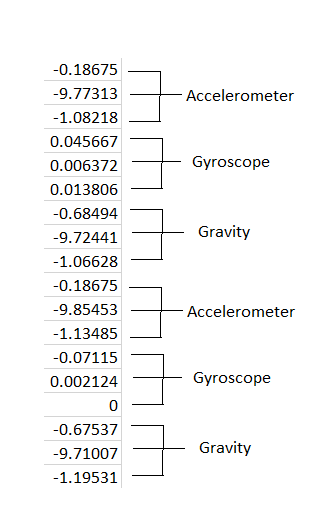 -0.18675
-9.77313 Accelerometer
-1.08218
0.045667
0.006372 Gyroscope
0.013806
-0.68494
-9.72441 Gravity
-1.06628
-0.18675
-9.85453 Accelerometer
-1.13485
-0.07115
0.002124 Gyroscope
0
-0.67537
-9.71007 Gravity
-1.19531